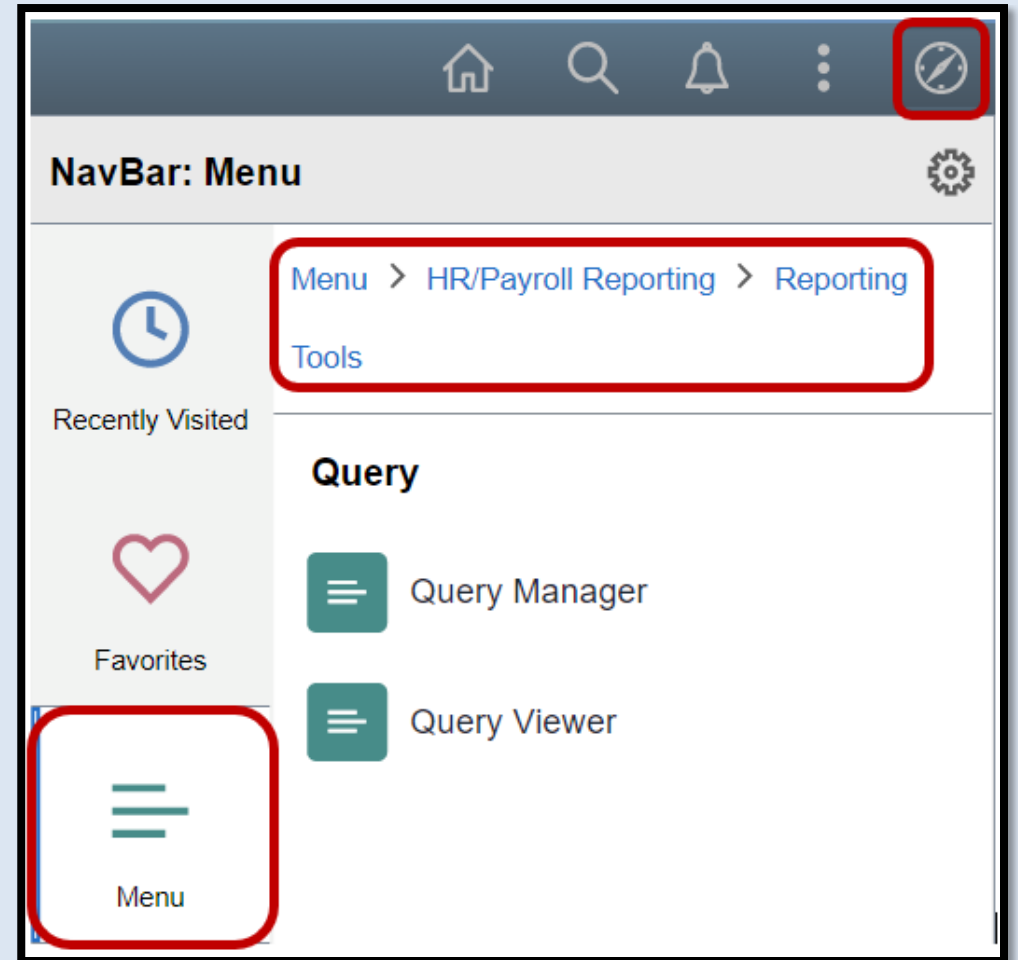 NavBar: Menu
Menu > HR/Payroll Reporting > Reporting
Tools
Recently Visited
Query
Query Manager
Favorites
Query Viewer
Menu